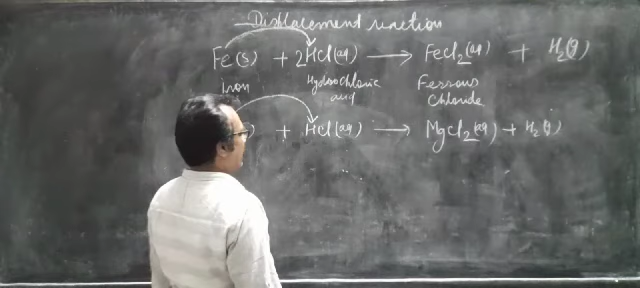 Displacement reaction
Fe(s) + 2HCl(aq) → FeCl2(aq) + H2(g)
Iron Hydrochloric acid Ferrous Chloride
) + HCl(aq) → MgCl2(aq) + H2(g)